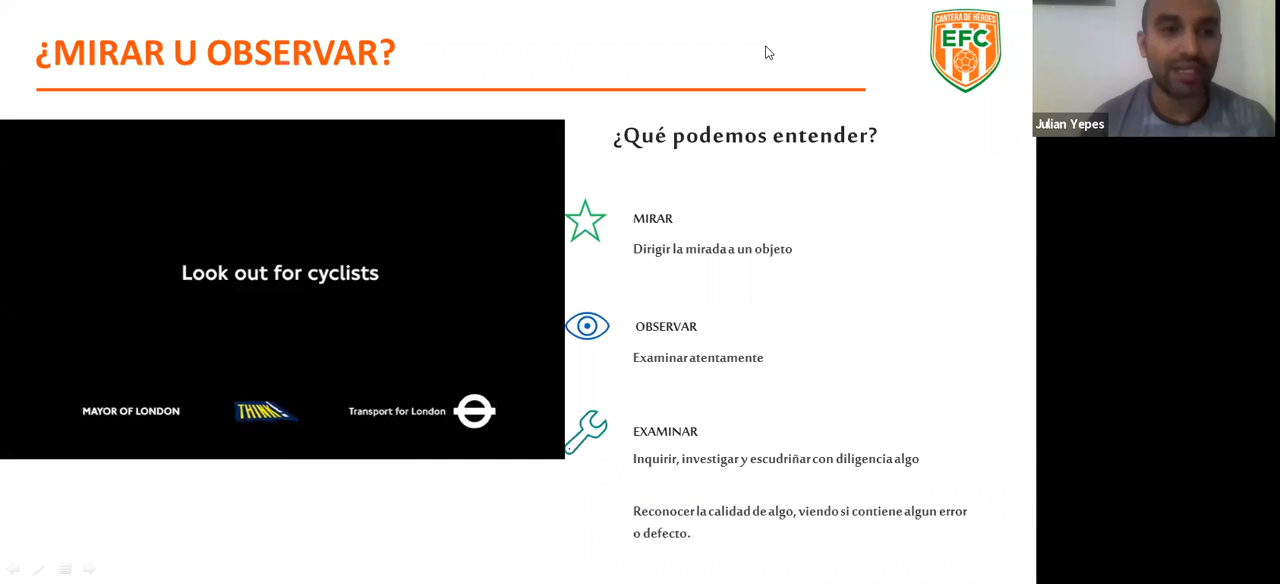 ¿MIRAR U OBSERVAR?
CANTERA DE HÉROES
EFC
Julian Yepes
¿Qué podemos entender?
Look out for cyclists
MAYOR OF LONDON
THINK!
Transport for London
MIRAR
Dirigir la mirada a un objeto
OBSERVAR
Examinar atentamente
EXAMINAR
Inquirir, investigar y escudriñar con diligencia algo
Reconocer la calidad de algo, viendo si contiene algun error
o defecto.